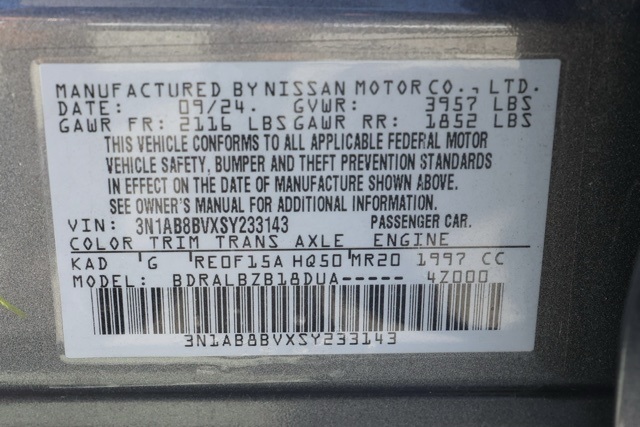 MANUFACTURED BY NISSAN MOTOR CO., LTD.
DATE: 09/24. GVWR: 3957 LBS
GAWR FR: 2116 LBS GAWR RR: 1852 LBS
THIS VEHICLE CONFORMS TO ALL APPLICABLE FEDERAL MOTOR
VEHICLE SAFETY, BUMPER AND THEFT PREVENTION STANDARDS
IN EFFECT ON THE DATE OF MANUFACTURE SHOWN ABOVE.
SEE OWNER'S MANUAL FOR ADDITIONAL INFORMATION.
VIN: 3N1AB8BVXSY233143 PASSENGER CAR.
COLOR TRIM TRANS AXLE ENGINE
KAD G RE0F15A HQ50 MR20 1997 CC
MODEL: BDRALBZB18DUA----- 4Z000
3N1AB8BVXSY233143